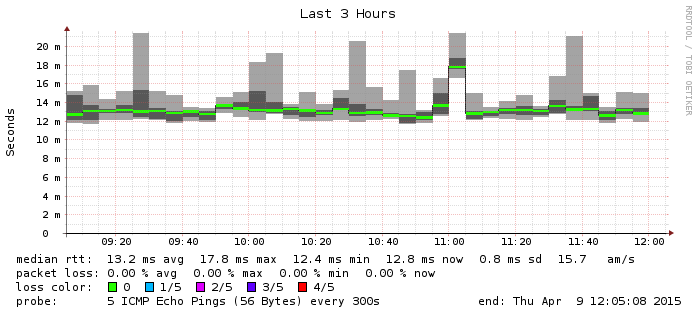 Last 3 Hours
RRDTOOL / TOBI OETIKER
Seconds
20 m
18 m
16 m
14 m
12 m
10 m
8 m
6 m
4 m
2 m
0
09:20 09:40 10:00 10:20 10:40 11:00 11:20 11:40 12:00
median rtt: 13.2 ms avg 17.8 ms max 12.4 ms min 12.8 ms now 0.8 ms sd 15.7 am/s
packet loss: 0.00 % avg 0.00 % max 0.00 % min 0.00 % now
loss color: 0 1/5 2/5 3/5 4/5
probe: 5 ICMP Echo Pings (56 Bytes) every 300s end: Thu Apr 9 12:05:08 2015